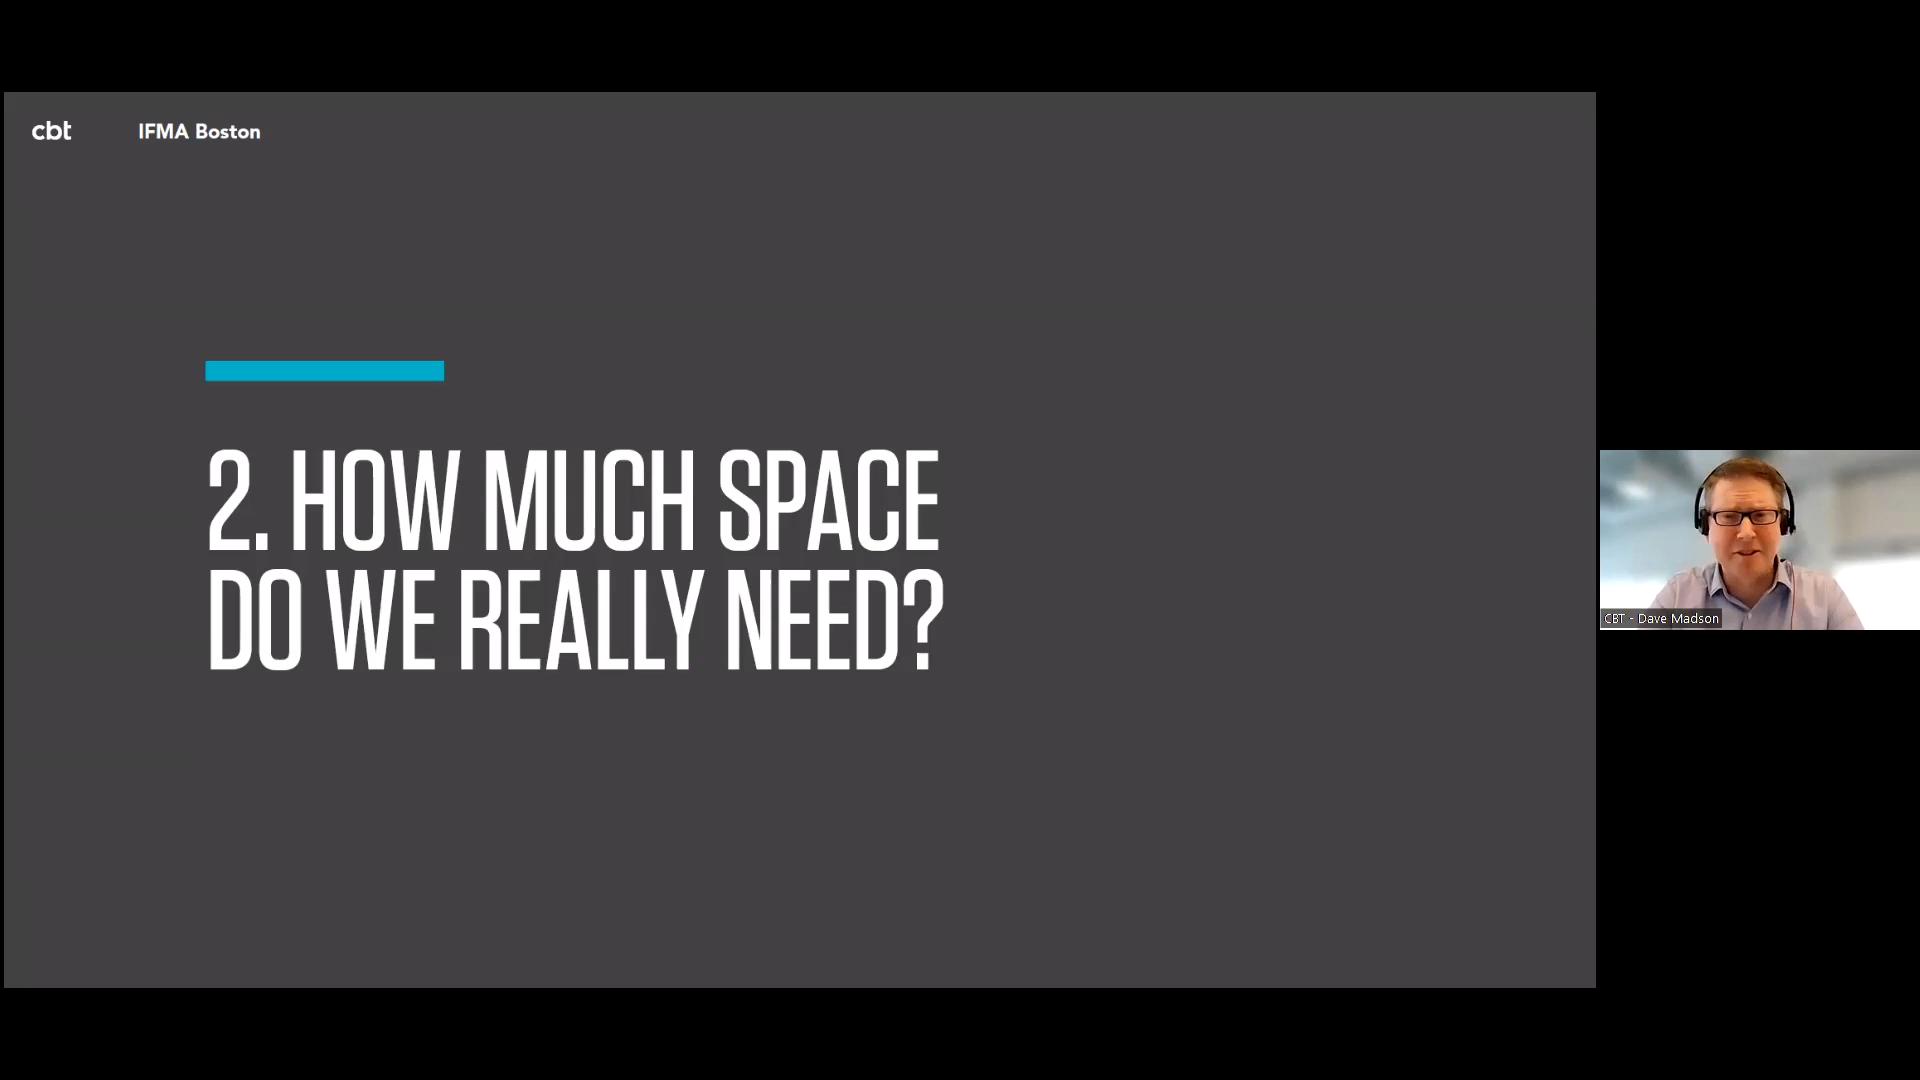 cbt
IFMA Boston
2. HOW MUCH SPACE
DO WE REALLY NEED?
CBT - Dave Madson